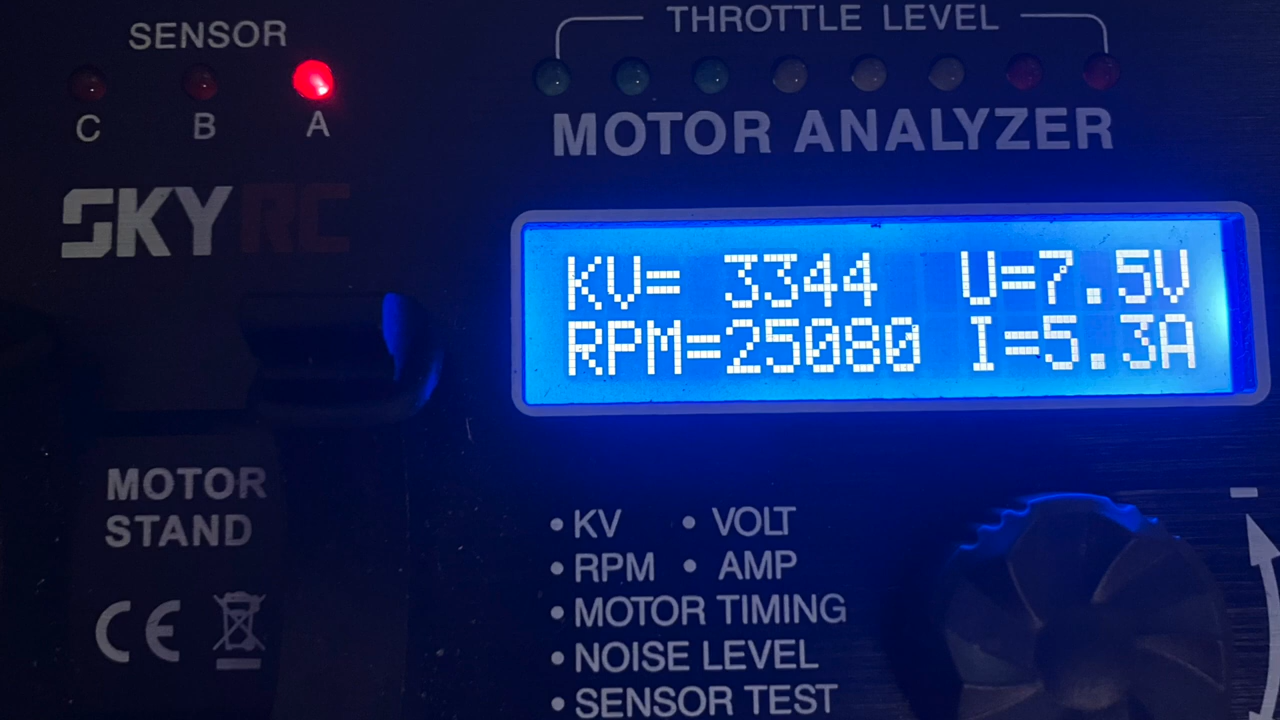 SENSOR
C B A
THROTTLE LEVEL
MOTOR ANALYZER
SKYRC
KV= 3344 U=7.5V
RPM=25080 I=5.3A
MOTOR
STAND
CE
• KV • VOLT
• RPM • AMP
• MOTOR TIMING
• NOISE LEVEL
• SENSOR TEST